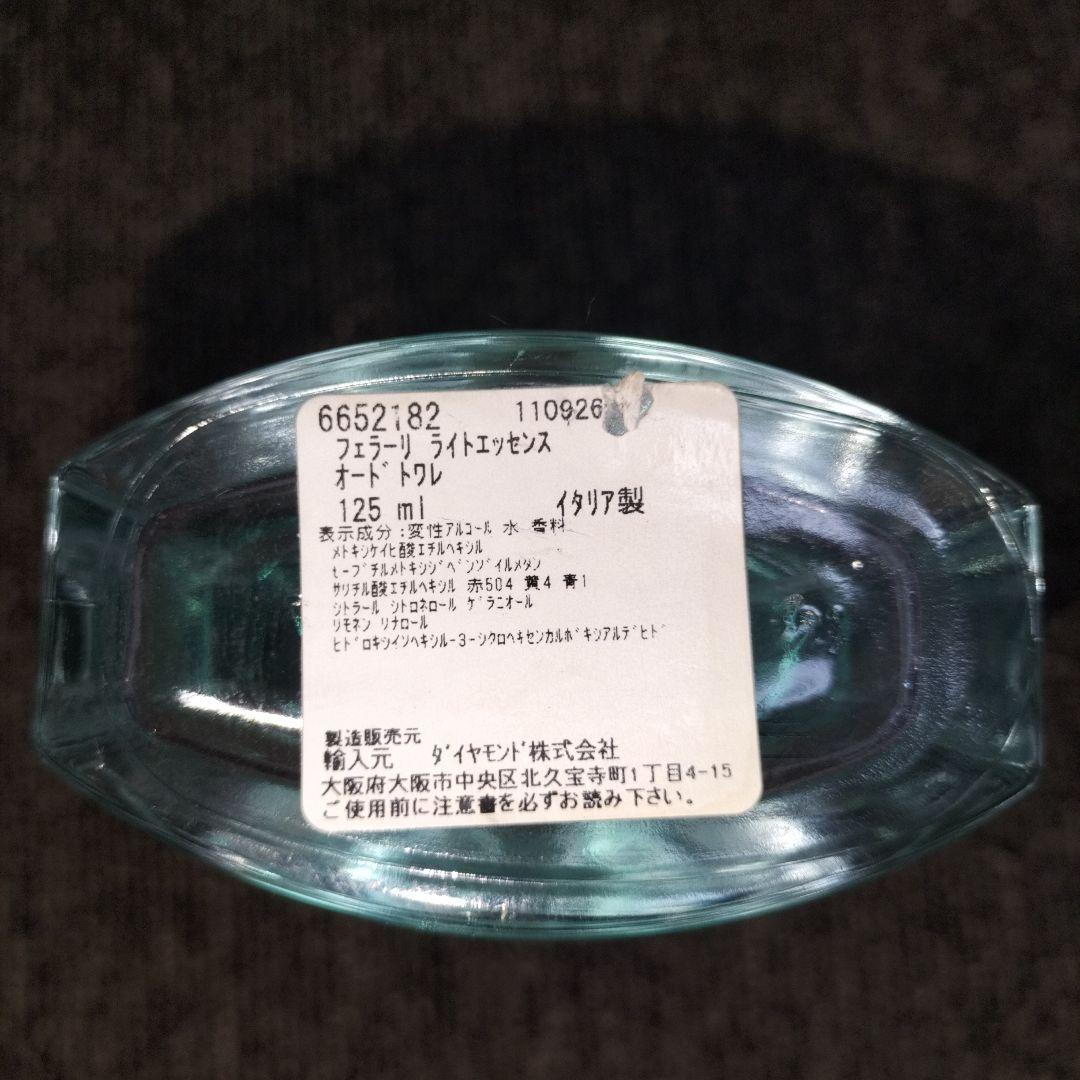 6652182 110926
フェラーリ ライトエッセンス
オードトワレ
125 ml イタリア製
表示成分:変性アルコール 水 香料
メトキシケイヒ酸エチルヘキシル
t-ブチルメトキシジベンゾイルメタン
サリチル酸エチルヘキシル 赤504 黄4 青1
シトラール シトロネロール ゲラニオール
リモネン リナロール
ヒドロキシイソヘキシル-3-シクロヘキセンカルボキシアルデヒド
製造販売元
輸入元 ダイヤモンド株式会社
大阪府大阪市中央区北久宝寺町1丁目4-15
ご使用前に注意書を必ずお読み下さい。